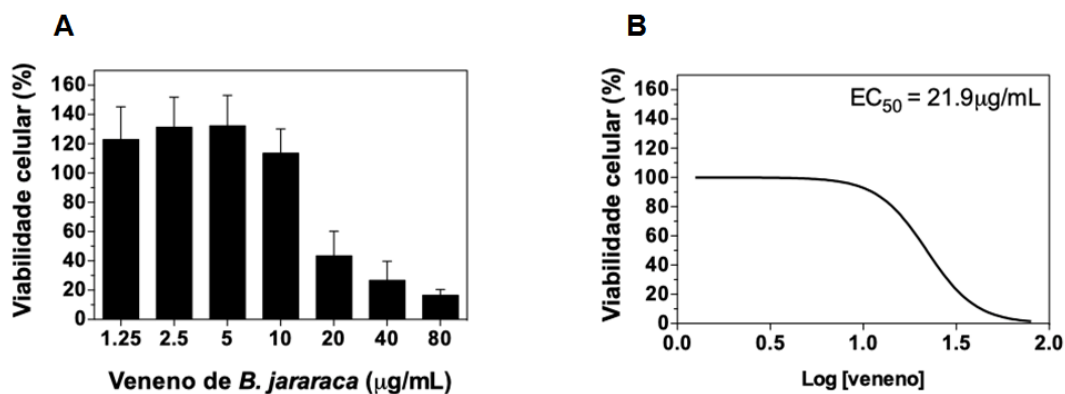 A
Viabilidade celular (%)
160
140
120
100
80
60
40
20
0
1.25 2.5 5 10 20 40 80
Veneno de B. jararaca (μg/mL)
B
Viabilidade celular (%)
160
140
120
100
80
60
40
20
0
EC50 = 21.9μg/mL
0.0 0.5 1.0 1.5 2.0
Log [veneno]